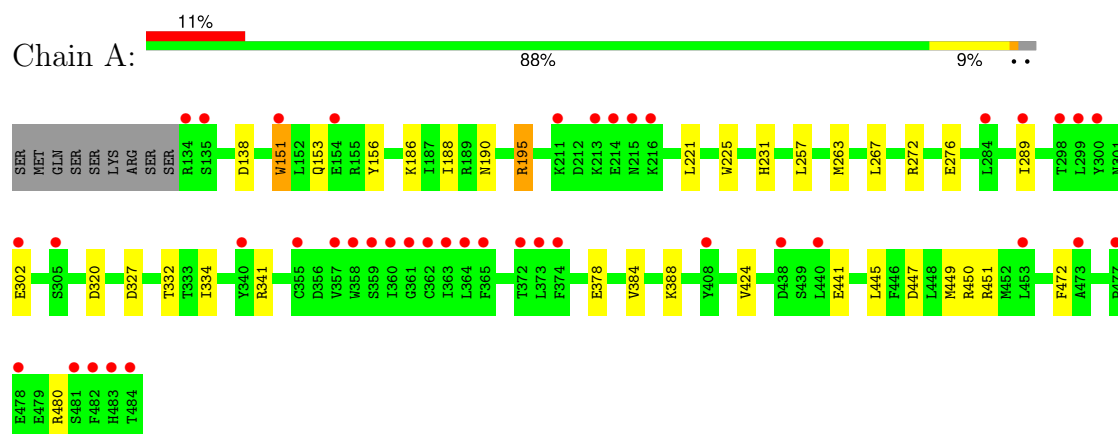 11%
Chain A:
88% 9% • •
SER MET GLN SER SER LYS ARG SER SER R134 S135 D138 W151 L152 Q153 E154 R155 Y156 K186 I187 I188 R189 N190 R195 K211 D212 K213 E214 N215 K216 L221 W225 H231 L257 M263 L267 R272 E276 L284 I289 T298 L299 Y300 N301
E302 S305 D320 D327 T332 T333 I334 Y340 R341 C355 D356 V357 W358 S359 I360 G361 C362 I363 L364 F365 T372 L373 F374 E378 V384 K388 Y408 V424 D438 S439 L440 E441 L445 F446 D447 L448 M449 R450 R451 M452 L453 F472 A473
E478 E479 R480 S481 F482 H483 T484